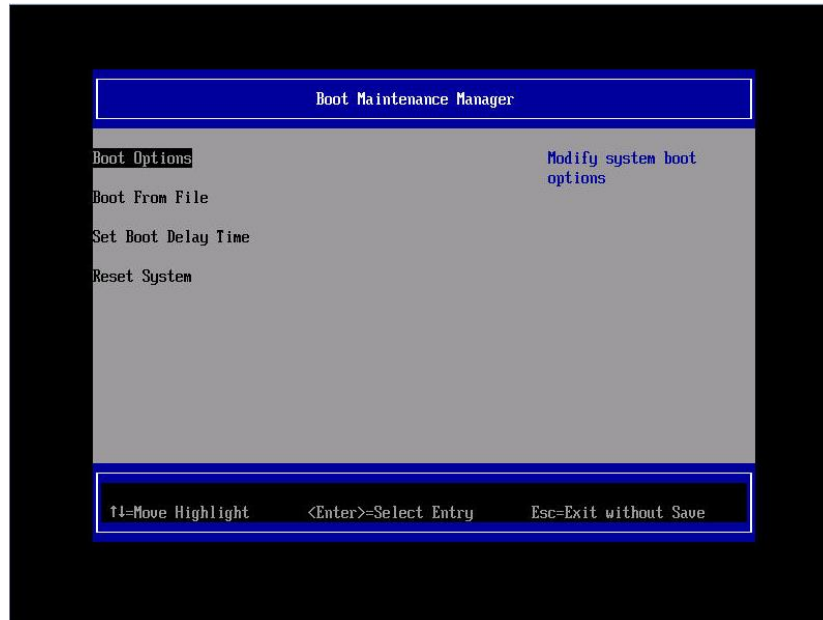 Boot Maintenance Manager
Boot Options
Modify system boot
options
Boot From File
Set Boot Delay Time
Reset System
↑↓=Move Highlight <Enter>=Select Entry Esc=Exit without Save